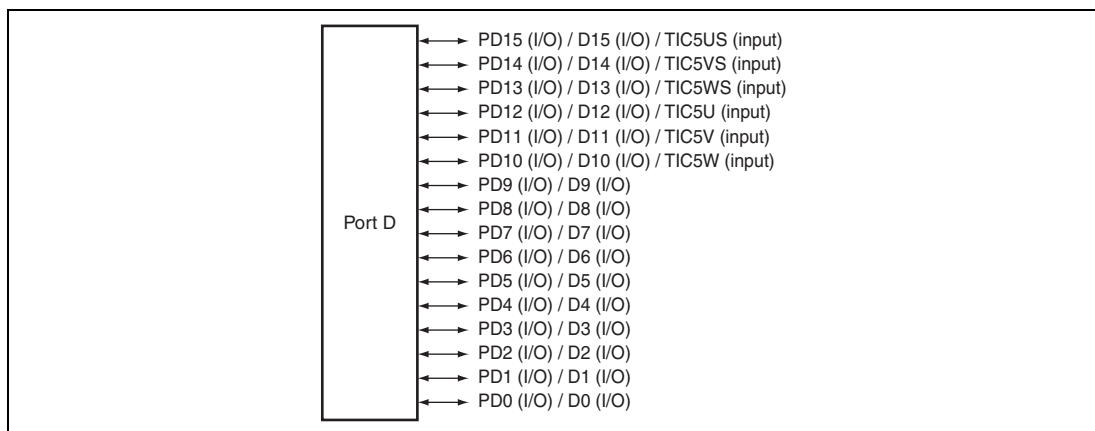 PD15 (I/O) / D15 (I/O) / TIC5US (input)
PD14 (I/O) / D14 (I/O) / TIC5VS (input)
PD13 (I/O) / D13 (I/O) / TIC5WS (input)
PD12 (I/O) / D12 (I/O) / TIC5U (input)
PD11 (I/O) / D11 (I/O) / TIC5V (input)
PD10 (I/O) / D10 (I/O) / TIC5W (input)
PD9 (I/O) / D9 (I/O)
PD8 (I/O) / D8 (I/O)
Port D
PD7 (I/O) / D7 (I/O)
PD6 (I/O) / D6 (I/O)
PD5 (I/O) / D5 (I/O)
PD4 (I/O) / D4 (I/O)
PD3 (I/O) / D3 (I/O)
PD2 (I/O) / D2 (I/O)
PD1 (I/O) / D1 (I/O)
PD0 (I/O) / D0 (I/O)